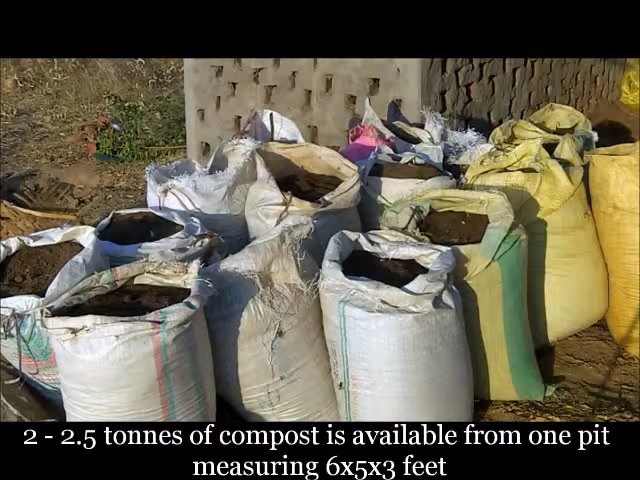 2 - 2.5 tonnes of compost is available from one pit
measuring 6x5x3 feet